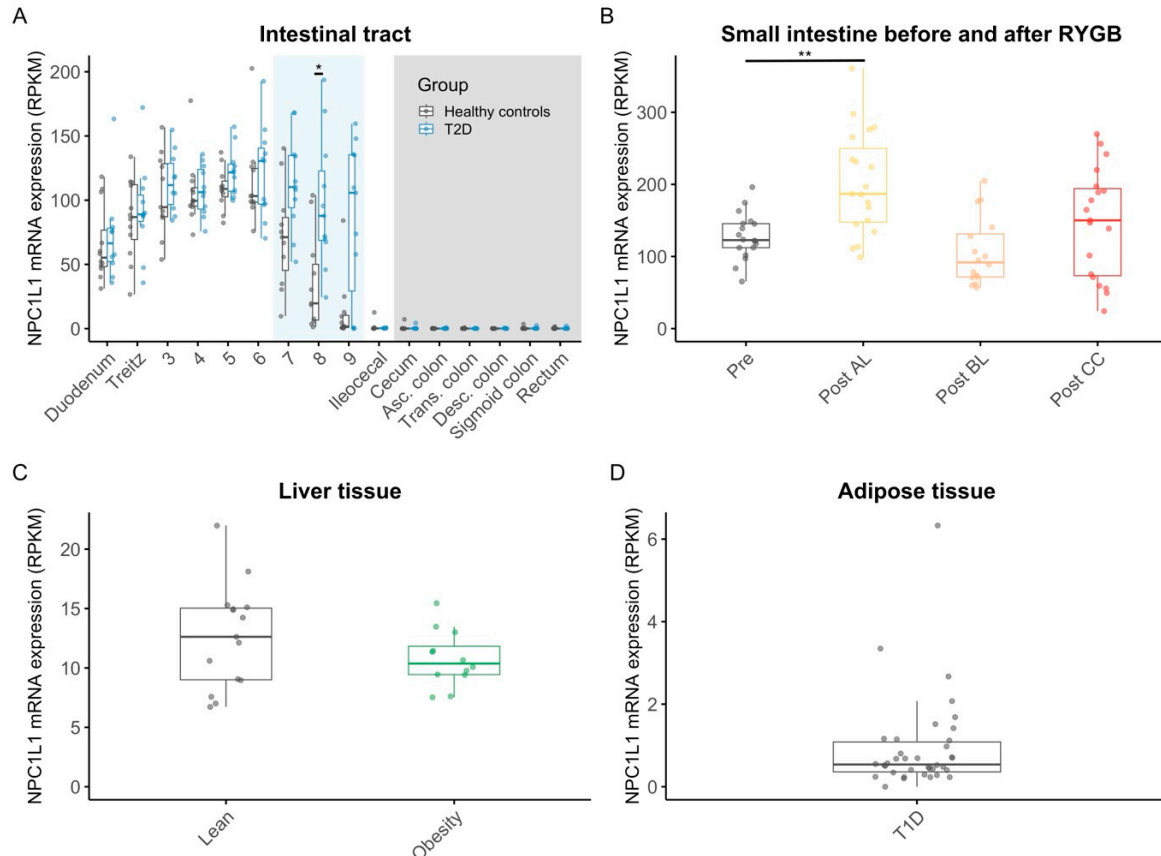 A
Intestinal tract
NPC1L1 mRNA expression (RPKM)
200
150
100
50
0
*
Group
Healthy controls
T2D
Duodenum
Treitz
3
4
5
6
7
8
9
Ileocecal
Cecum
Asc. colon
Trans. colon
Desc. colon
Sigmoid colon
Rectum
B
Small intestine before and after RYGB
NPC1L1 mRNA expression (RPKM)
300
200
100
0
**
Pre
Post AL
Post BL
Post CC
C
Liver tissue
NPC1L1 mRNA expression (RPKM)
20
15
10
5
0
Lean
Obesity
D
Adipose tissue
NPC1L1 mRNA expression (RPKM)
6
4
2
0
T1D